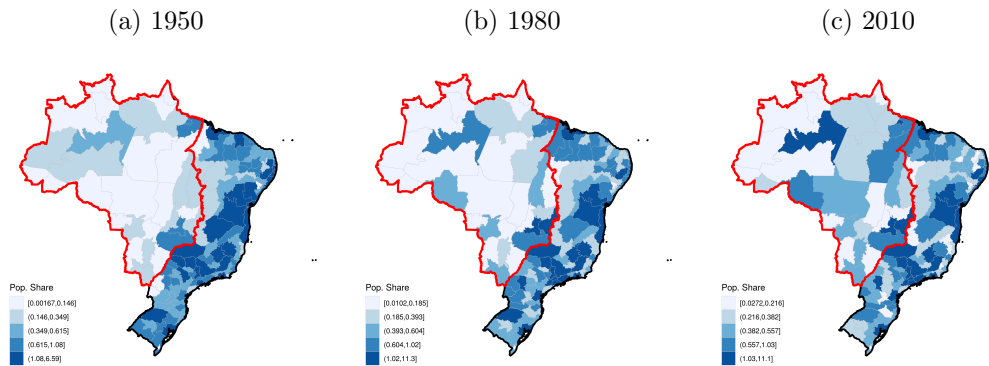 (a) 1950
(b) 1980
(c) 2010
Pop. Share
[0.00167,0.146]
(0.146,0.349]
(0.349,0.615]
(0.615,1.08]
(1.08,6.59]
Pop. Share
[0.0102,0.185]
(0.185,0.393]
(0.393,0.604]
(0.604,1.02]
(1.02,11.3]
Pop. Share
[0.0272,0.216]
(0.216,0.382]
(0.382,0.557]
(0.557,1.03]
(1.03,11.1]